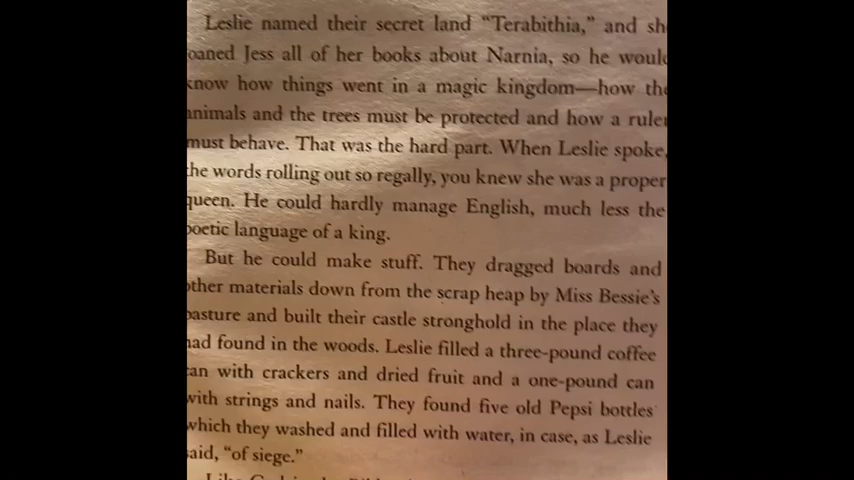 Leslie named their secret land “Terabithia,” and sh
oaned Jess all of her books about Narnia, so he would
know how things went in a magic kingdom—how the
animals and the trees must be protected and how a ruler
must behave. That was the hard part. When Leslie spoke,
the words rolling out so regally, you knew she was a proper
queen. He could hardly manage English, much less the
poetic language of a king.
But he could make stuff. They dragged boards and
other materials down from the scrap heap by Miss Bessie’s
pasture and built their castle stronghold in the place they
had found in the woods. Leslie filled a three-pound coffee
can with crackers and dried fruit and a one-pound can
with strings and nails. They found five old Pepsi bottles
which they washed and filled with water, in case, as Leslie
said, “of siege.”